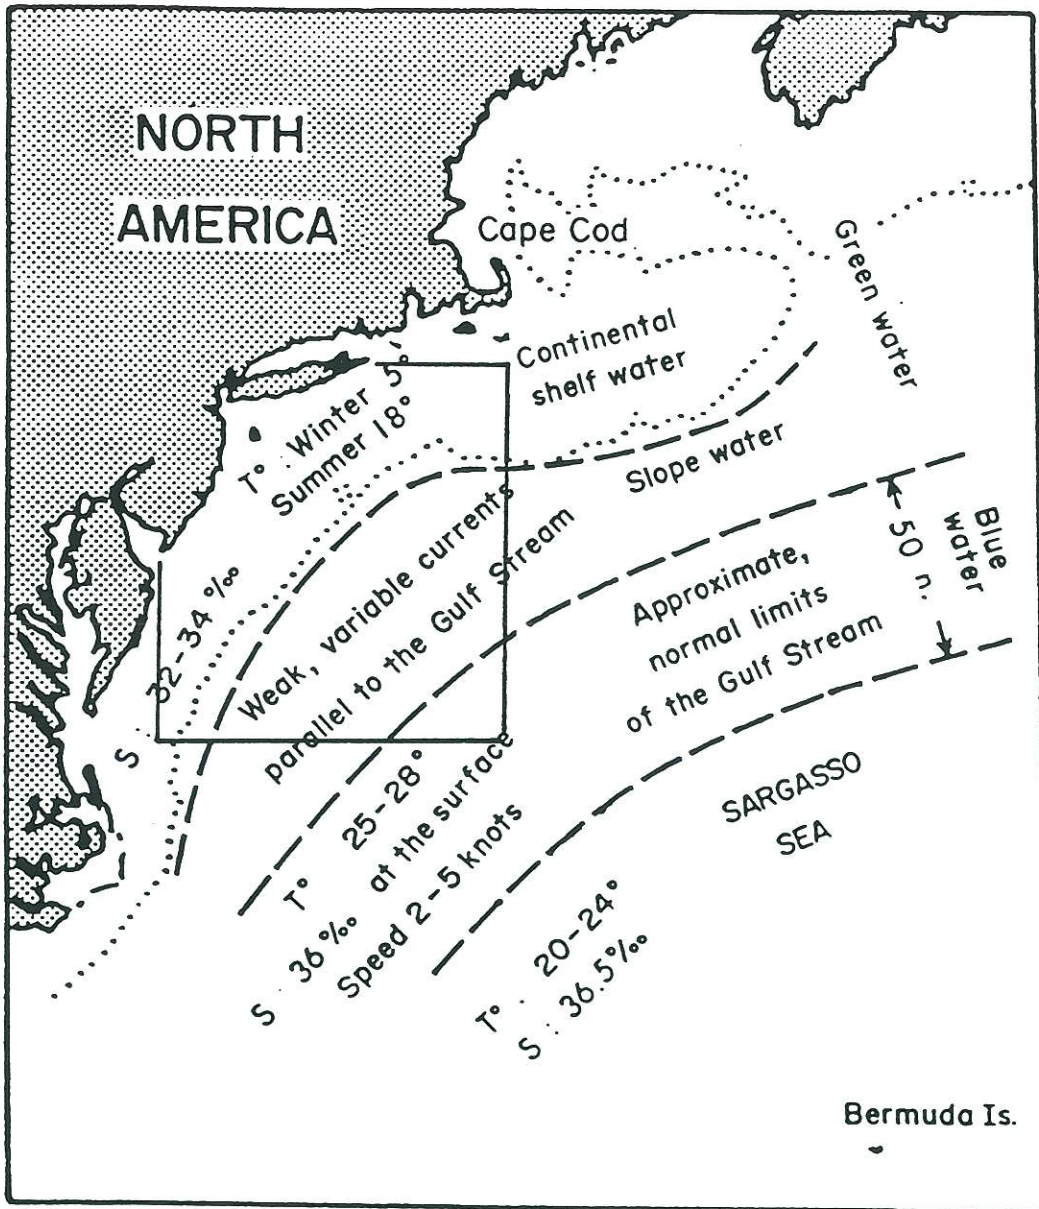 NORTH
AMERICA
Cape Cod
Green water
Continental
shelf water
T° : Winter 5°
Summer 18°
Slope water
S : 32-34 ‰
Weak, variable currents
parallel to the Gulf Stream
Blue
water
50 n.
Approximate,
normal limits
of the Gulf Stream
T° 25-28°
at the surface
S : 36‰
Speed 2-5 knots
SARGASSO
SEA
T° : 20-24°
S : 36.5‰
Bermuda Is.